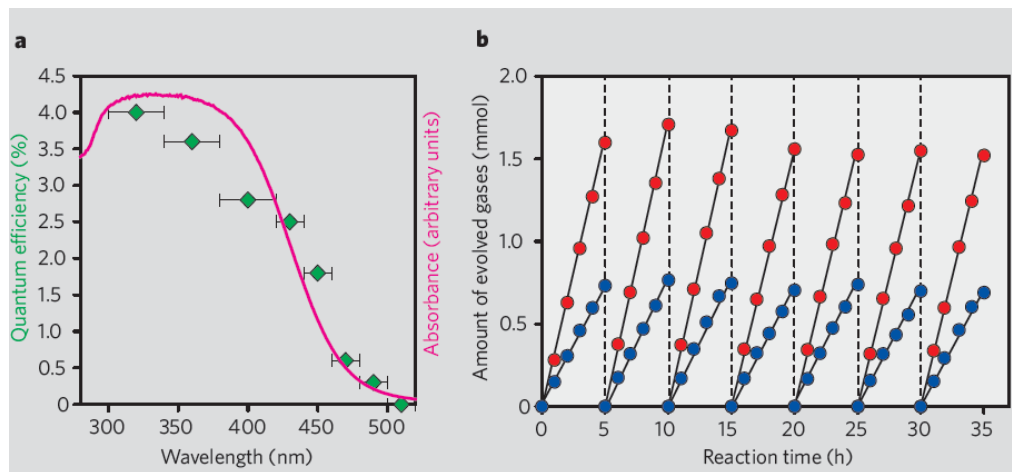 a
4.5
4.0
3.5
3.0
2.5
2.0
1.5
1.0
0.5
0
Quantum efficiency (%)
Absorbance (arbitrary units)
300 350 400 450 500
Wavelength (nm)
b
2.0
1.5
1.0
0.5
0
Amount of evolved gases (mmol)
0 5 10 15 20 25 30 35
Reaction time (h)